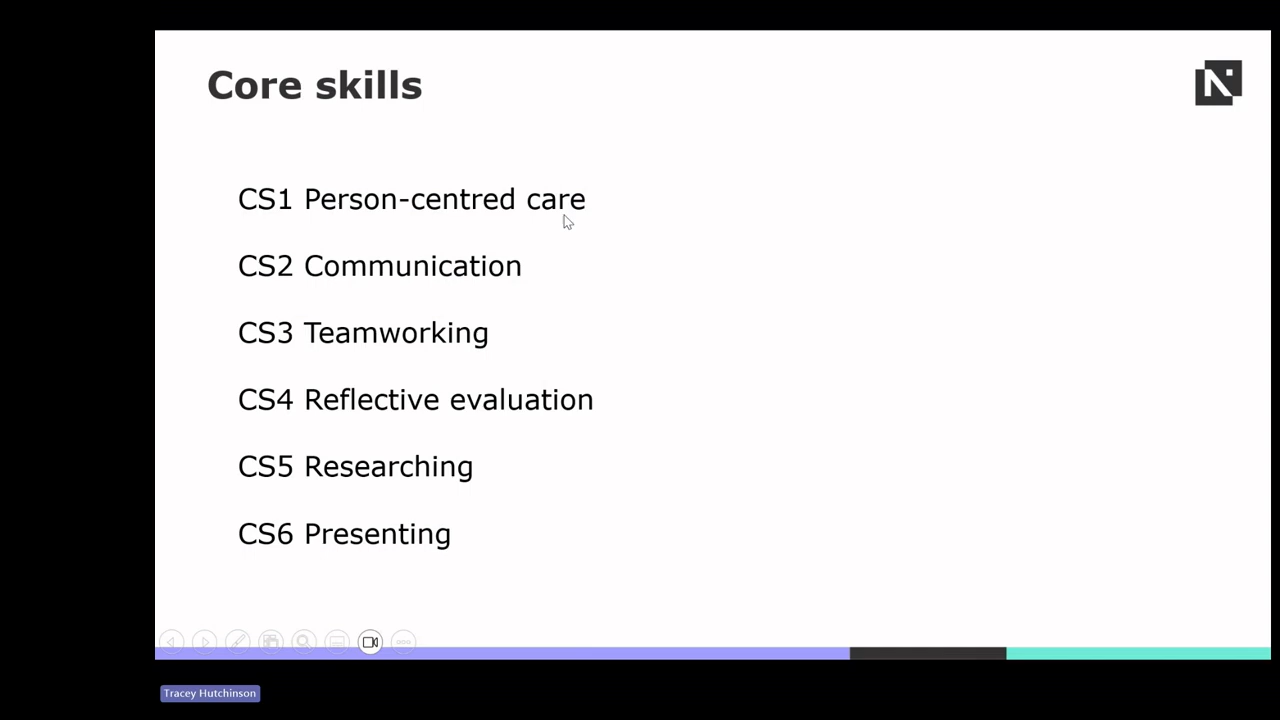 Core skills
CS1 Person-centred care
CS2 Communication
CS3 Teamworking
CS4 Reflective evaluation
CS5 Researching
CS6 Presenting
Tracey Hutchinson